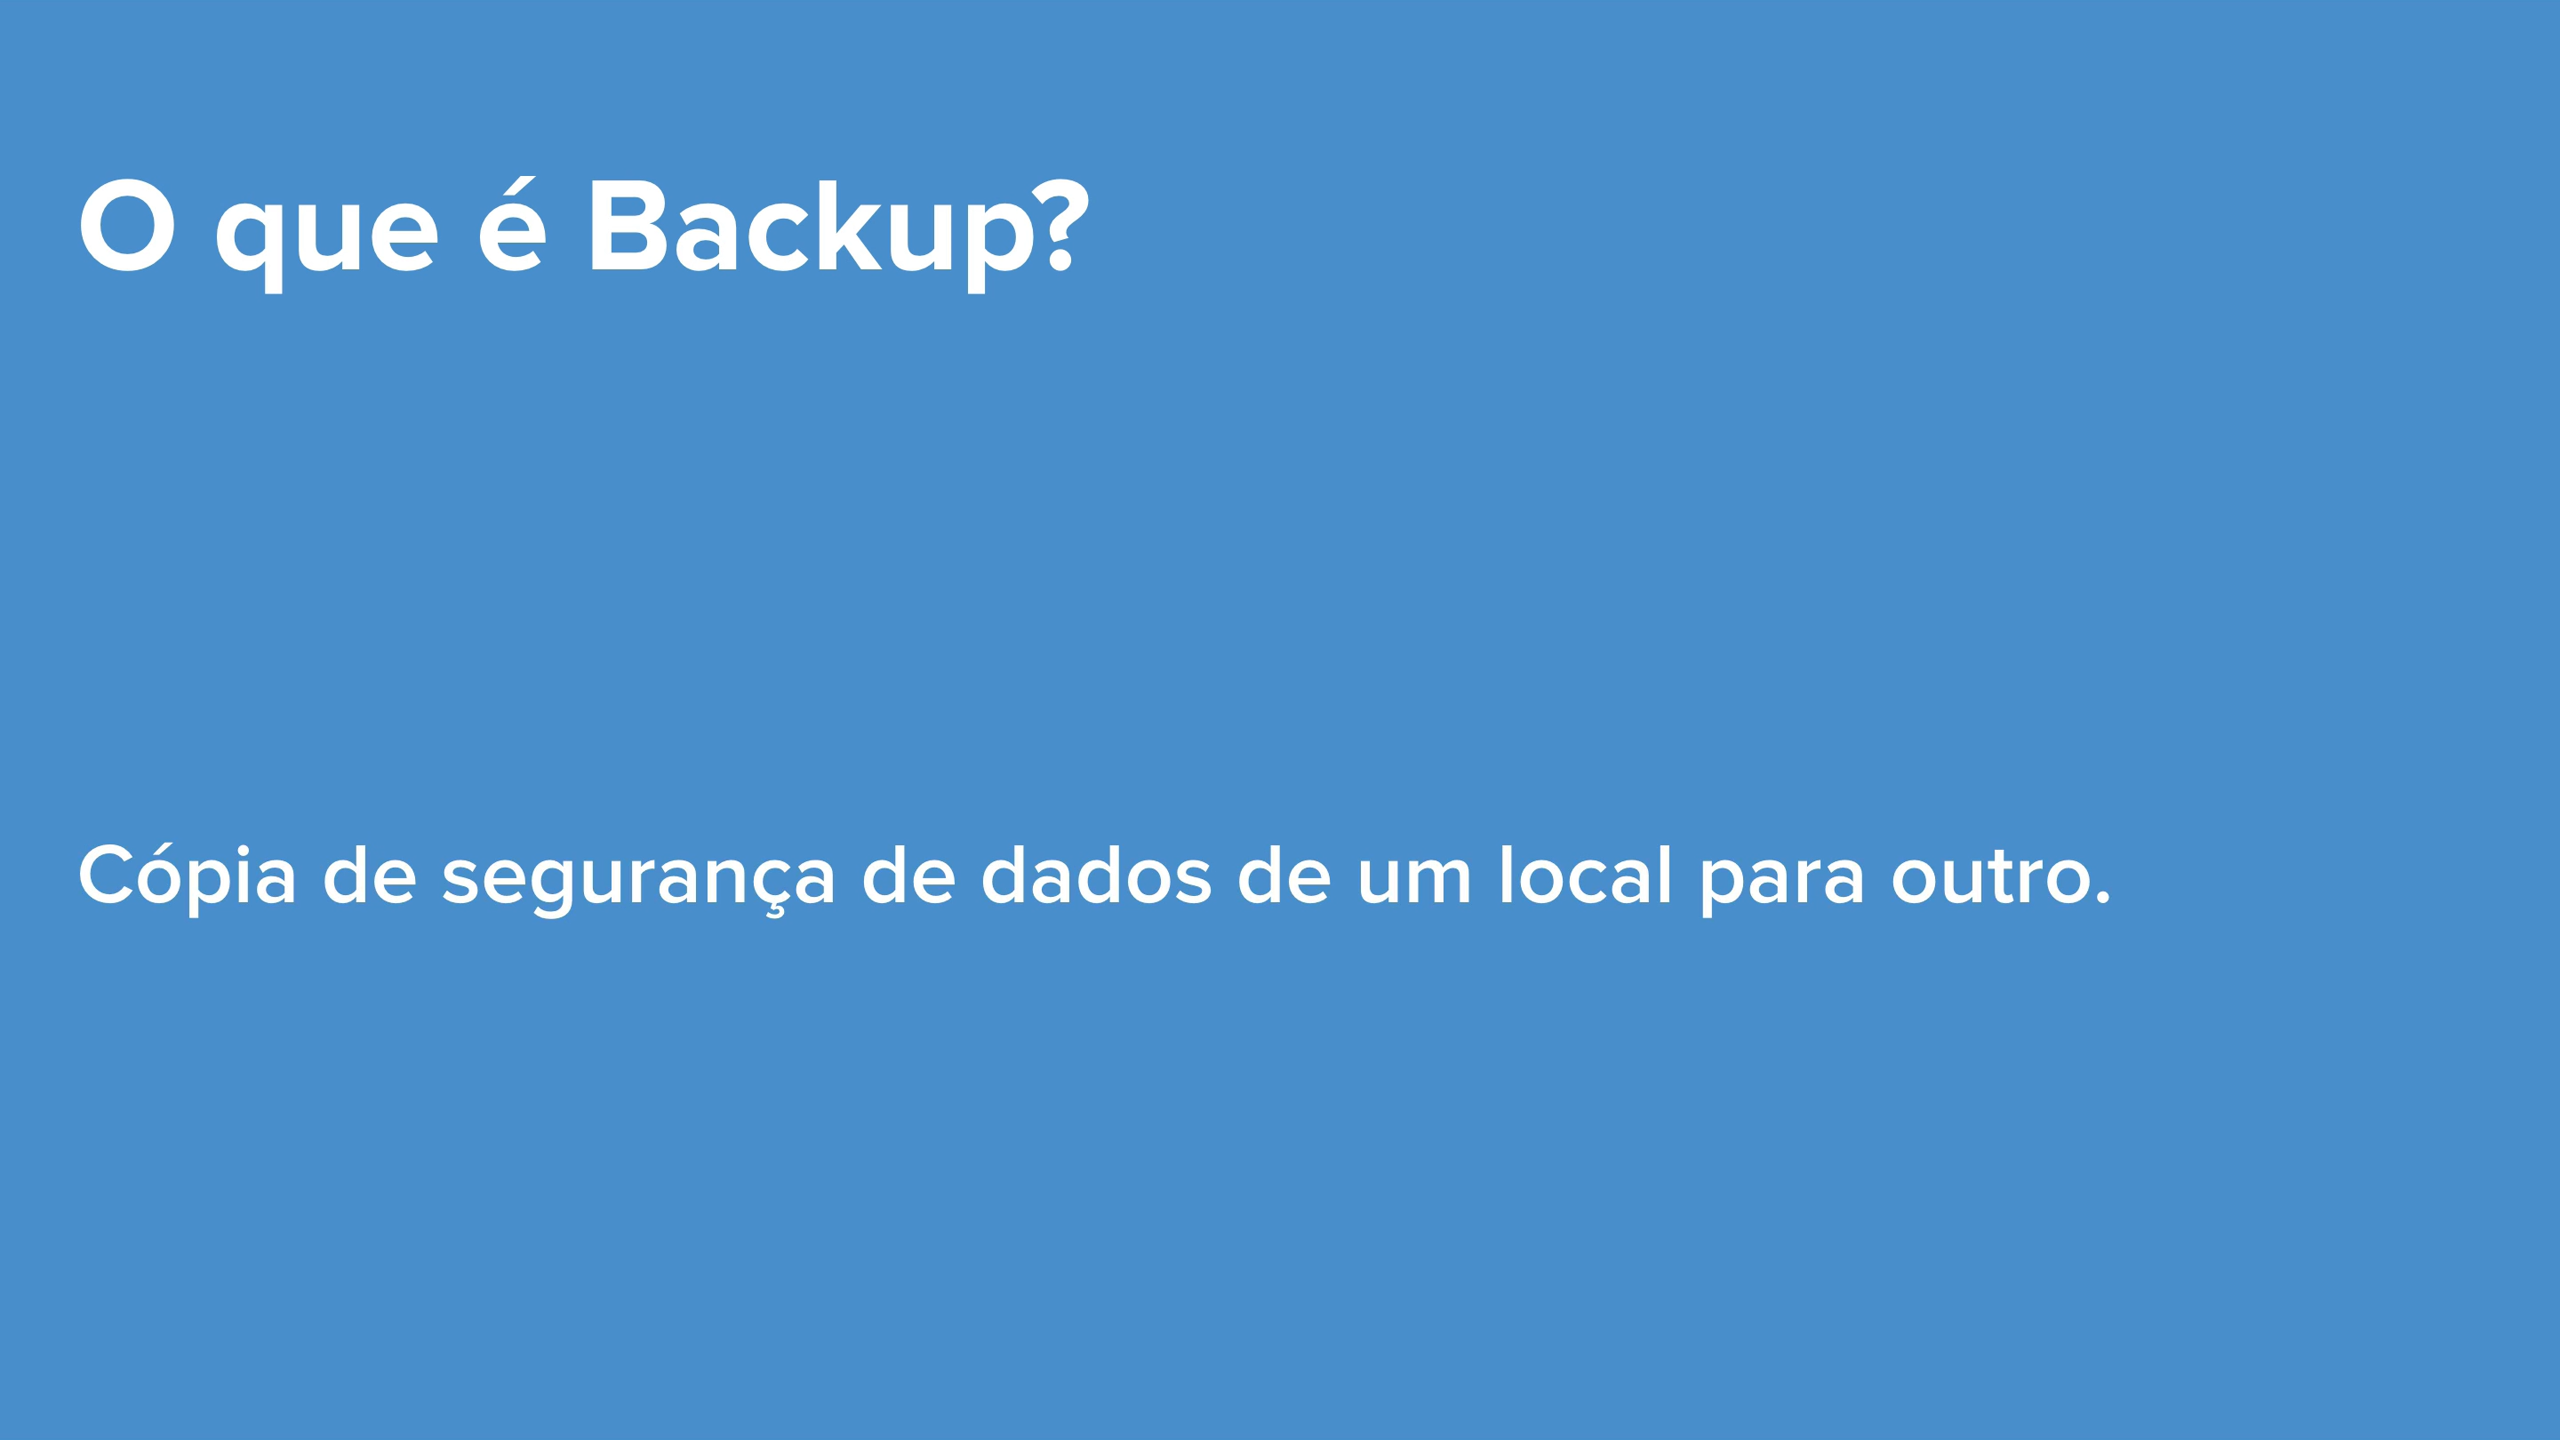 O que é Backup?
Cópia de segurança de dados de um local para outro.